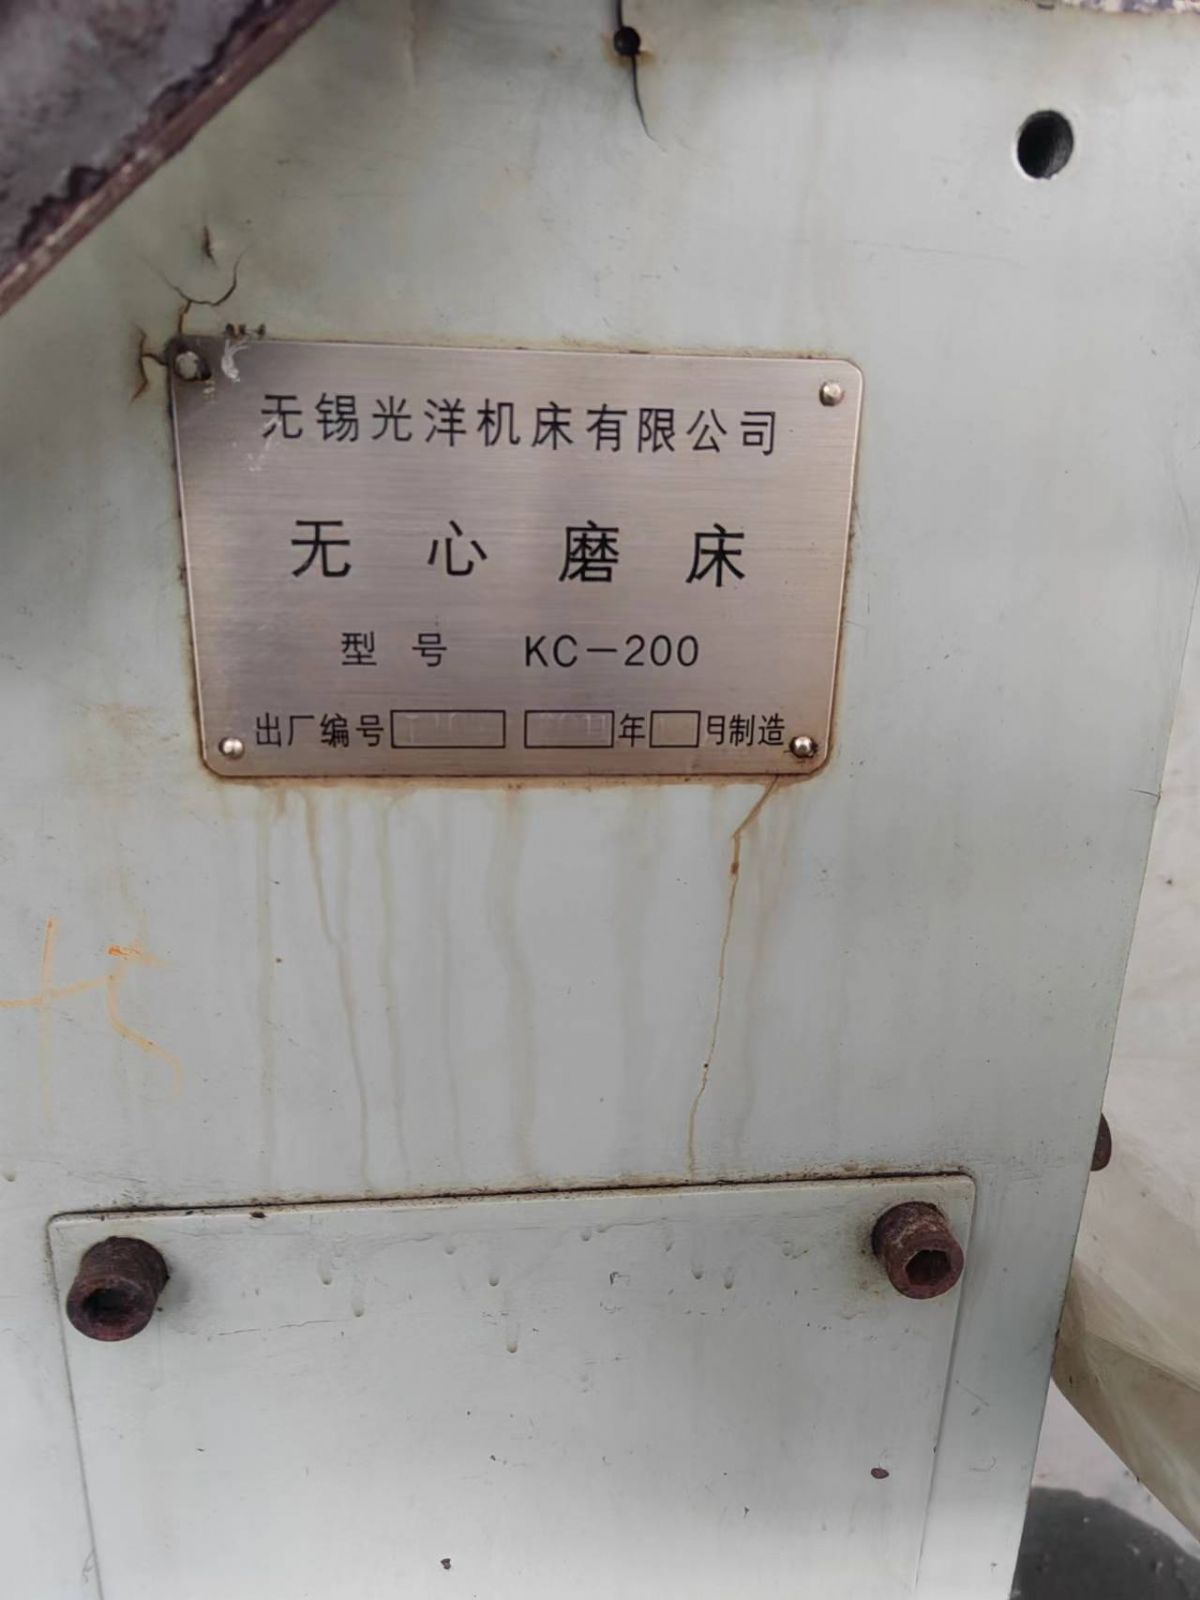 无锡光洋机床有限公司
无心磨床
型号 KC-200
出厂编号 年 月制造